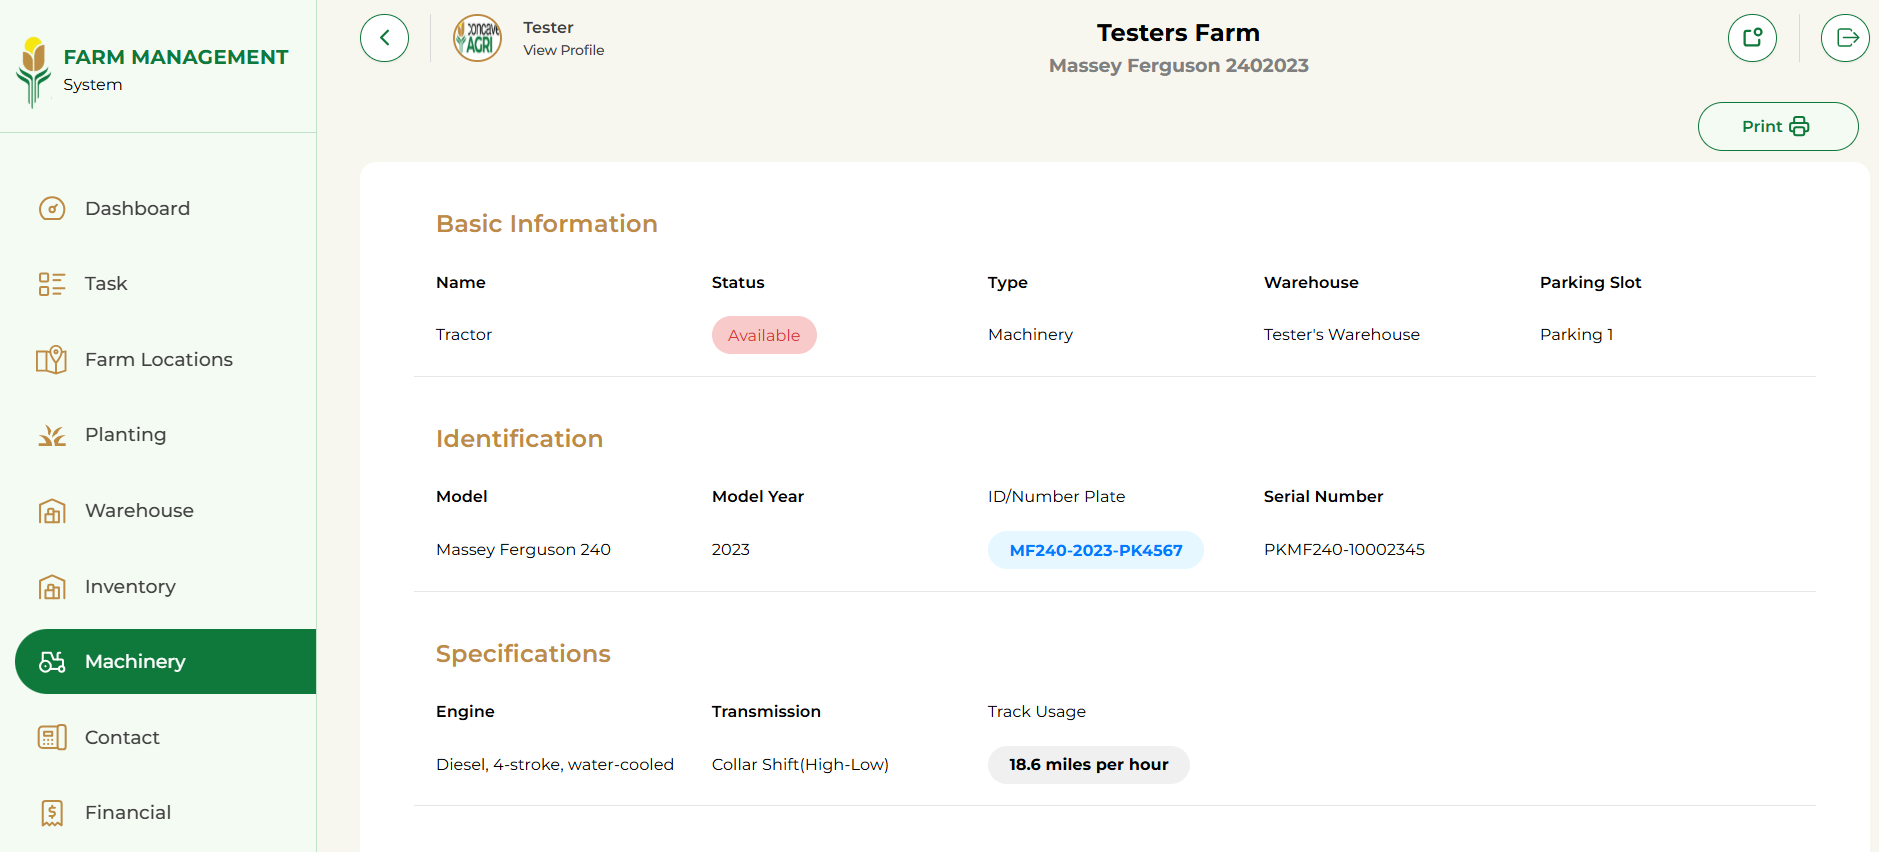 FARM MANAGEMENT
System
Dashboard
Task
Farm Locations
Planting
Warehouse
Inventory
Machinery
Contact
Financial
concave
AGRI
Tester
View Profile
Testers Farm
Massey Ferguson 2402023
Print
Basic Information
Name Status Type Warehouse Parking Slot
Tractor Available Machinery Tester's Warehouse Parking 1
Identification
Model Model Year ID/Number Plate Serial Number
Massey Ferguson 240 2023 MF240-2023-PK4567 PKMF240-10002345
Specifications
Engine Transmission Track Usage
Diesel, 4-stroke, water-cooled Collar Shift(High-Low) 18.6 miles per hour